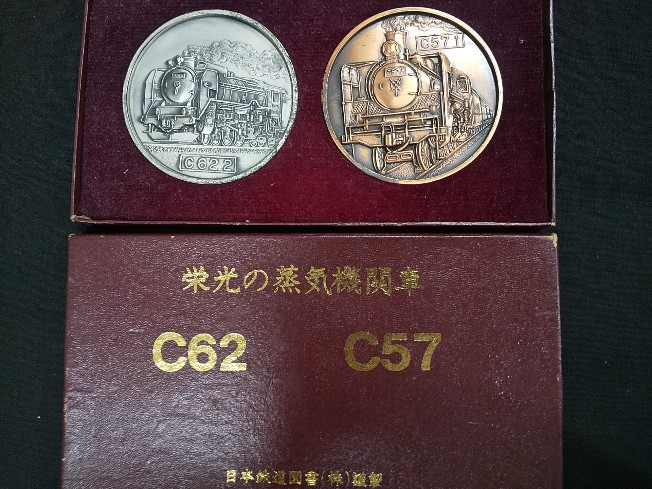 C622
C571
栄光の蒸気機関車
C62 C57
日本鉄道図書(株)謹製